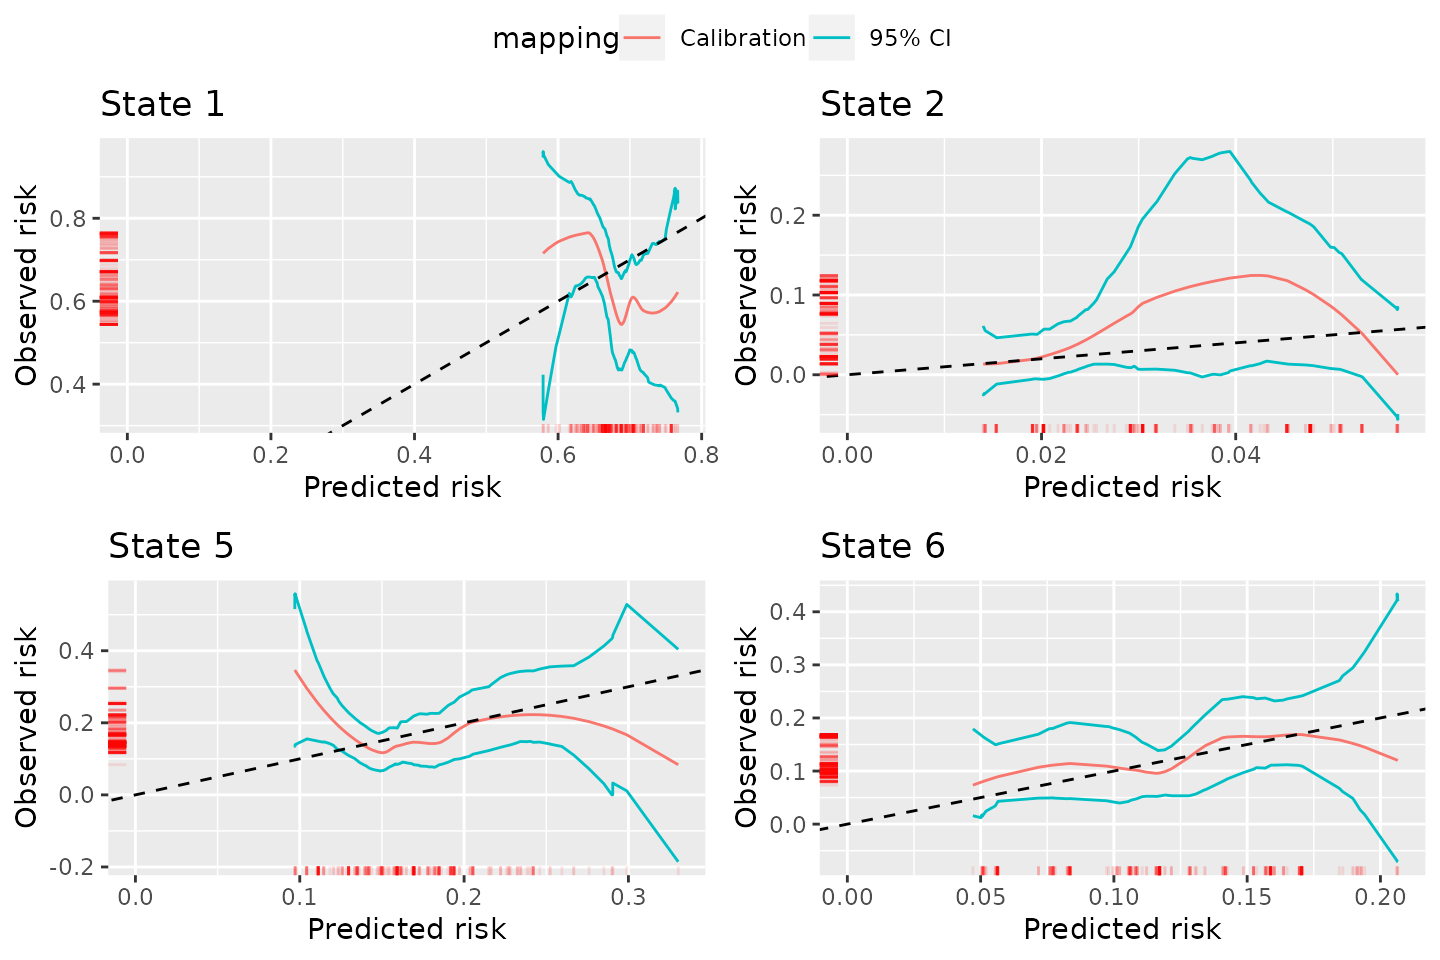 mapping Calibration 95% CI
State 1
State 2
Observed risk
0.8
0.6
0.4
0.0 0.2 0.4 0.6 0.8
Predicted risk
Observed risk
0.2
0.1
0.0
0.00 0.02 0.04
Predicted risk
State 5
State 6
Observed risk
0.4
0.2
0.0
-0.2
0.0 0.1 0.2 0.3
Predicted risk
Observed risk
0.4
0.3
0.2
0.1
0.0
0.00 0.05 0.10 0.15 0.20
Predicted risk